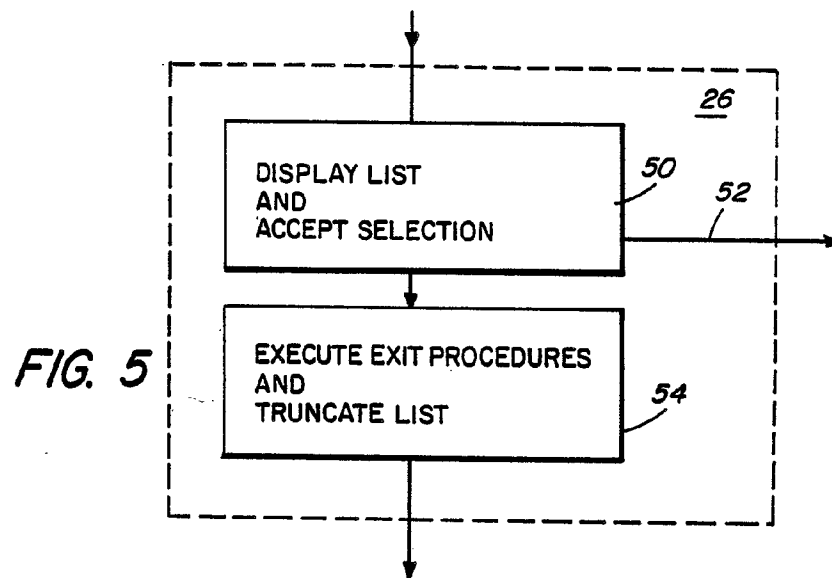 26
DISPLAY LIST
AND
ACCEPT SELECTION
50
52
EXECUTE EXIT PROCEDURES
AND
TRUNCATE LIST
54
FIG. 5